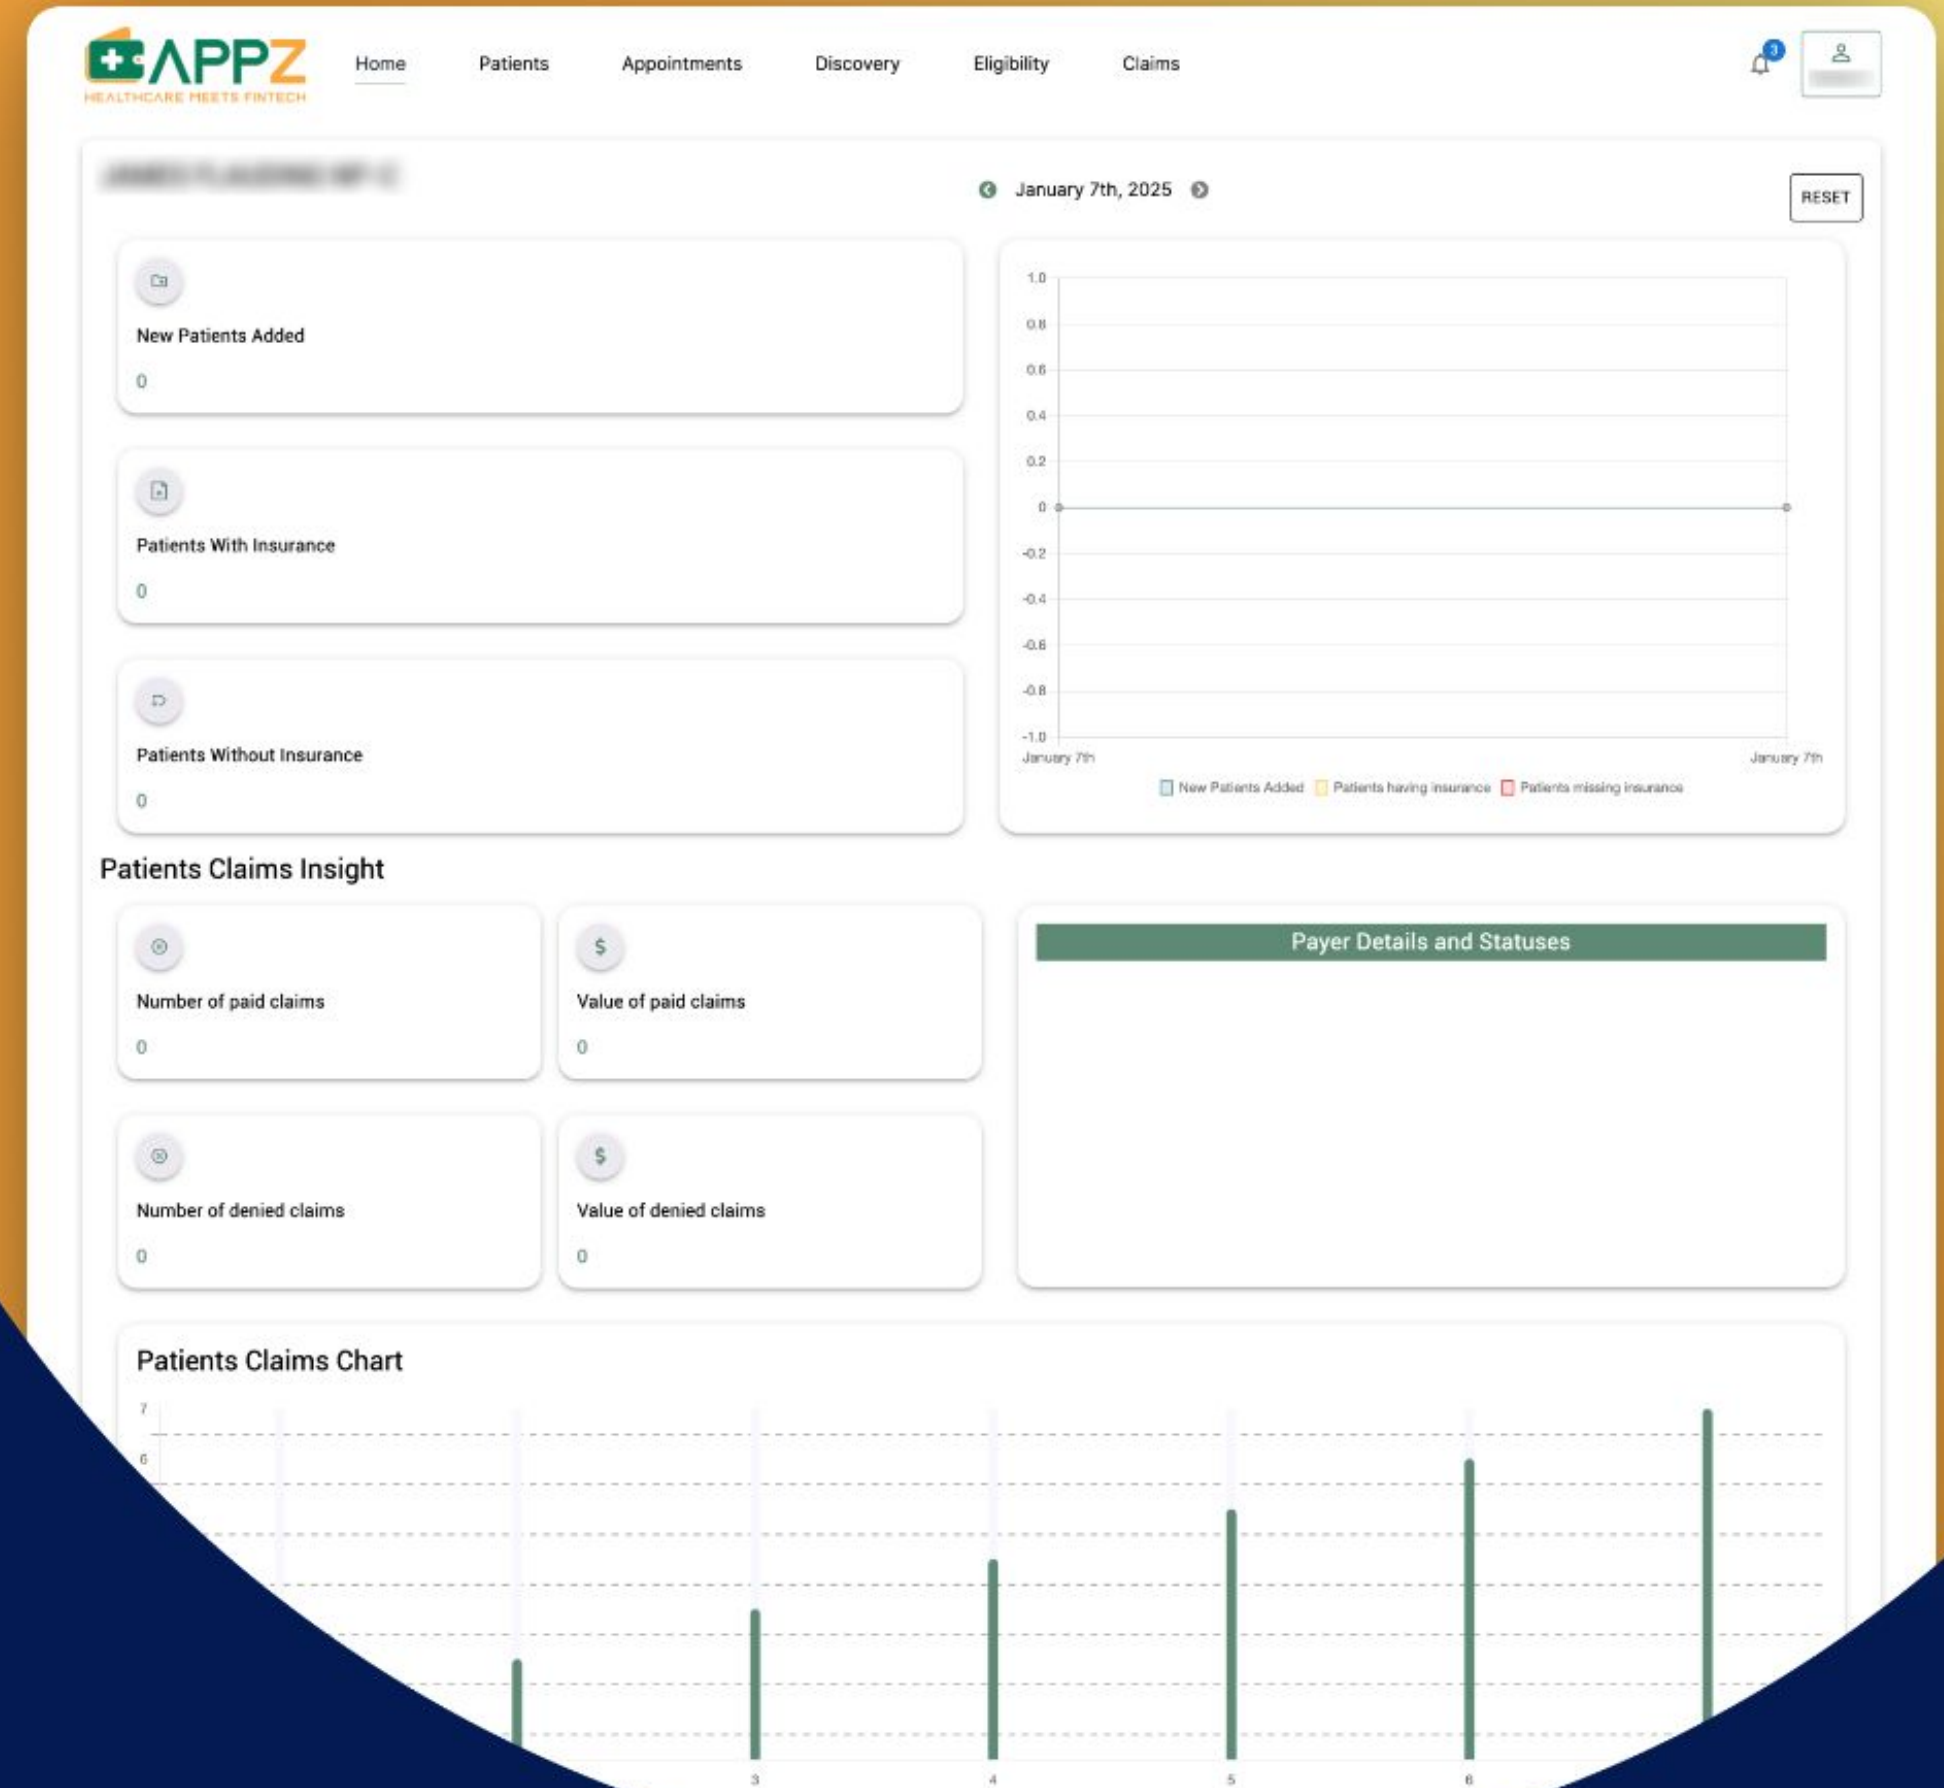 APPZ
HEALTHCARE MEETS FINTECH
Home Patients Appointments Discovery Eligibility Claims
3
January 7th, 2025
RESET
New Patients Added
0
Patients With Insurance
0
Patients Without Insurance
0
1.0
0.8
0.6
0.4
0.2
0
-0.2
-0.4
-0.6
-0.8
-1.0
January 7th January 7th
New Patients Added Patients having insurance Patients missing insurance
Patients Claims Insight
Number of paid claims
0
Value of paid claims
0
Number of denied claims
0
Value of denied claims
0
Payer Details and Statuses
Patients Claims Chart
7
6
3 4 5 6